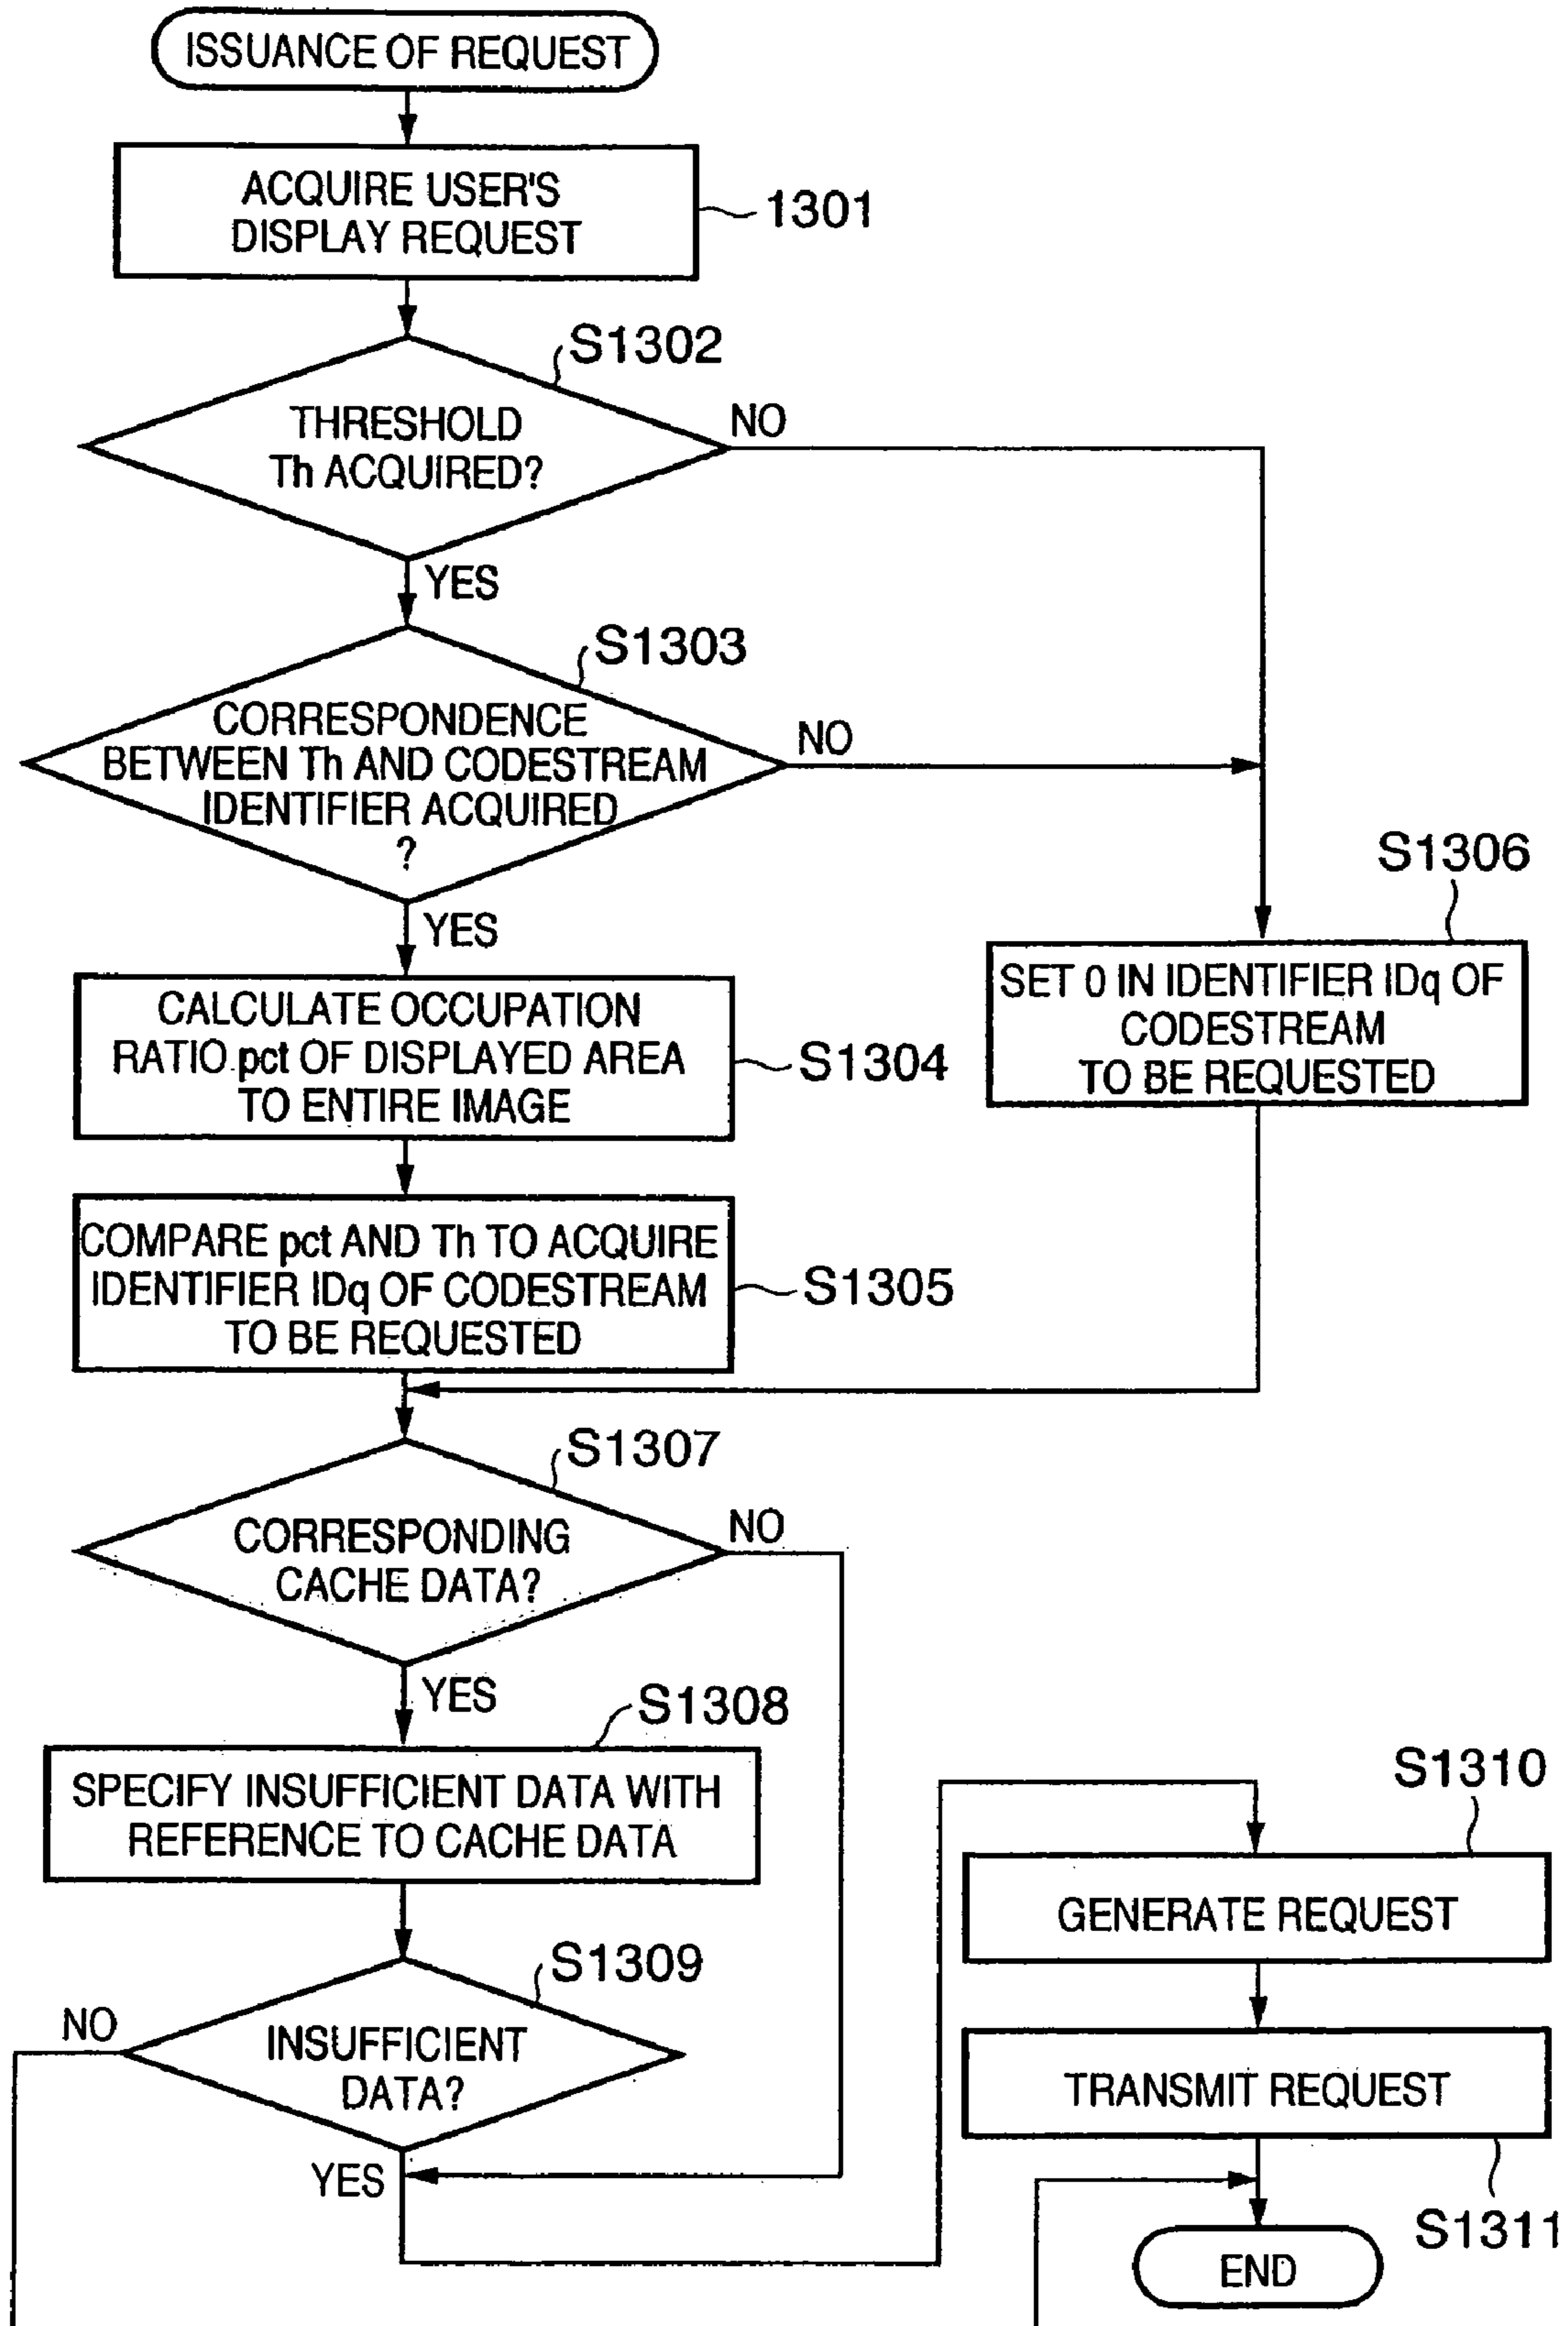 ISSUANCE OF REQUEST
ACQUIRE USER'S
DISPLAY REQUEST
1301
S1302
THRESHOLD
Th ACQUIRED?
NO
YES
S1303
CORRESPONDENCE
BETWEEN Th AND CODESTREAM
IDENTIFIER ACQUIRED
?
NO
YES
S1306
SET 0 IN IDENTIFIER IDq OF
CODESTREAM
TO BE REQUESTED
CALCULATE OCCUPATION
RATIO pct OF DISPLAYED AREA
TO ENTIRE IMAGE
S1304
COMPARE pct AND Th TO ACQUIRE
IDENTIFIER IDq OF CODESTREAM
TO BE REQUESTED
S1305
S1307
CORRESPONDING
CACHE DATA?
NO
YES
S1308
SPECIFY INSUFFICIENT DATA WITH
REFERENCE TO CACHE DATA
S1309
INSUFFICIENT
DATA?
NO
YES
S1310
GENERATE REQUEST
TRANSMIT REQUEST
S1311
END